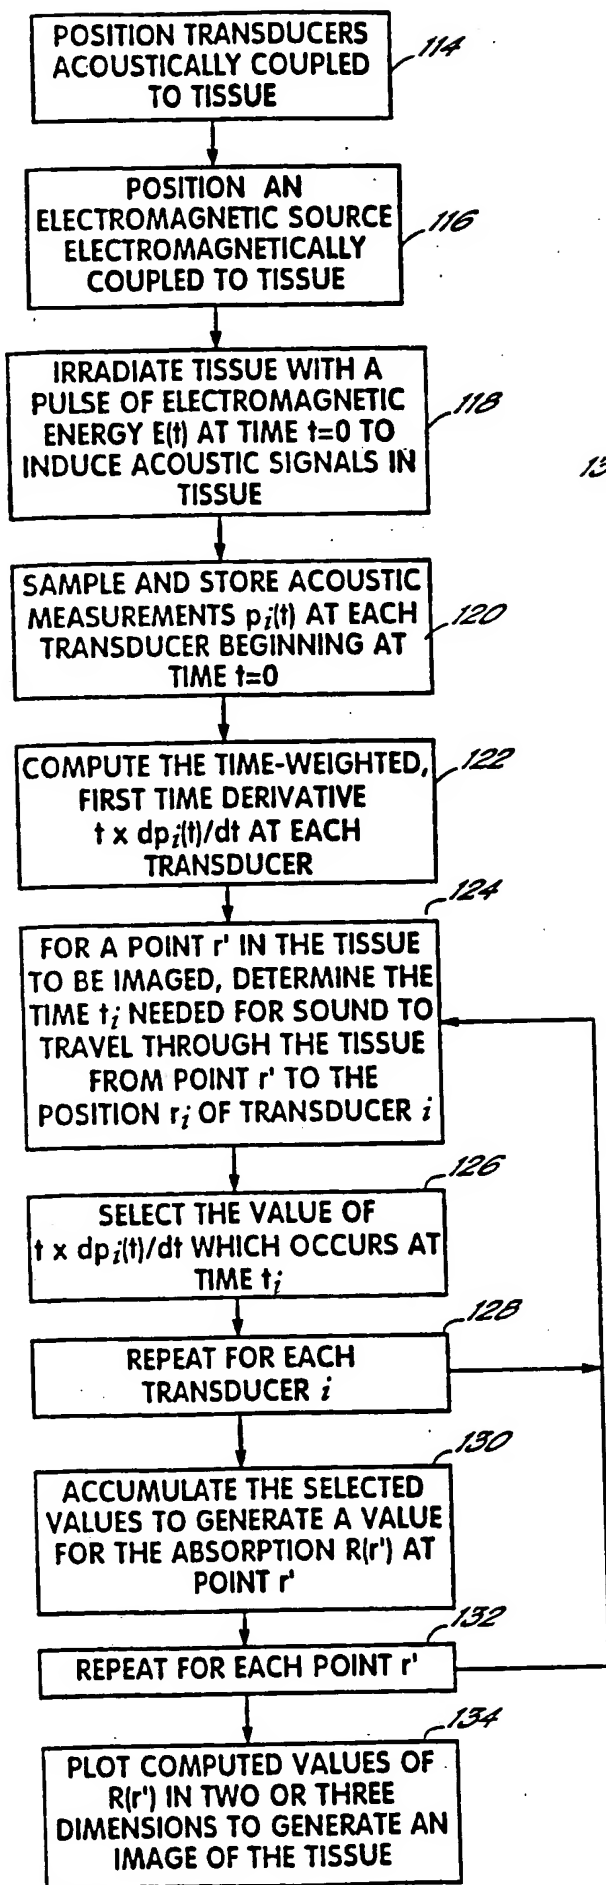 POSITION TRANSDUCERS
ACOUSTICALLY COUPLED
TO TISSUE
114
POSITION AN
ELECTROMAGNETIC SOURCE
ELECTROMAGNETICALLY
COUPLED TO TISSUE
116
IRRADIATE TISSUE WITH A
PULSE OF ELECTROMAGNETIC
ENERGY E(t) AT TIME t=0 TO
INDUCE ACOUSTIC SIGNALS IN
TISSUE
118
13
SAMPLE AND STORE ACOUSTIC
MEASUREMENTS pi(t) AT EACH
TRANSDUCER BEGINNING AT
TIME t=0
120
COMPUTE THE TIME-WEIGHTED,
FIRST TIME DERIVATIVE
t x dpi(t)/dt AT EACH
TRANSDUCER
122
124
FOR A POINT r' IN THE TISSUE
TO BE IMAGED, DETERMINE THE
TIME ti NEEDED FOR SOUND TO
TRAVEL THROUGH THE TISSUE
FROM POINT r' TO THE
POSITION ri OF TRANSDUCER i
126
SELECT THE VALUE OF
t x dpi(t)/dt WHICH OCCURS AT
TIME ti
128
REPEAT FOR EACH
TRANSDUCER i
130
ACCUMULATE THE SELECTED
VALUES TO GENERATE A VALUE
FOR THE ABSORPTION R(r') AT
POINT r'
132
REPEAT FOR EACH POINT r'
134
PLOT COMPUTED VALUES OF
R(r') IN TWO OR THREE
DIMENSIONS TO GENERATE AN
IMAGE OF THE TISSUE